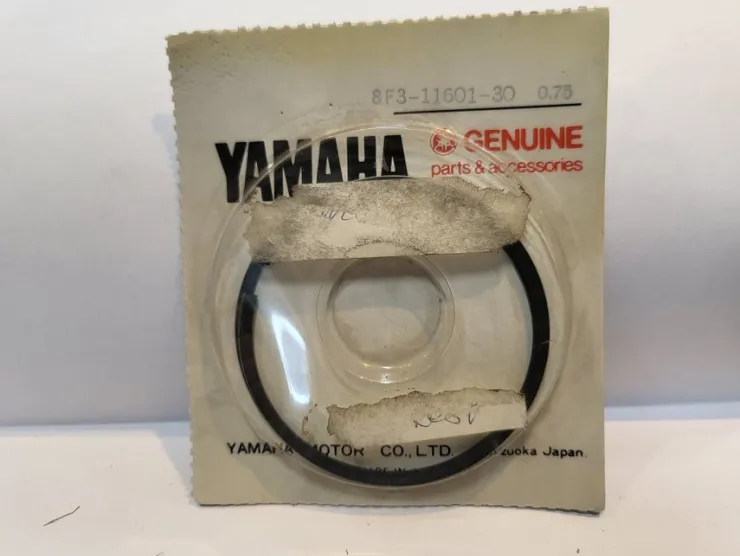 8F3-11601-30 0.75
YAMAHA
GENUINE
parts & accessories
YAMAHA MOTOR CO., LTD. Japan.